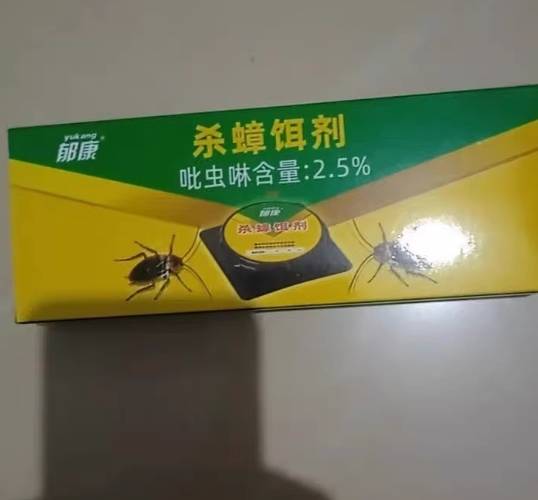 yukang
郁康®
杀蟑饵剂
吡虫啉含量:2.5%
郁康
杀蟑饵剂